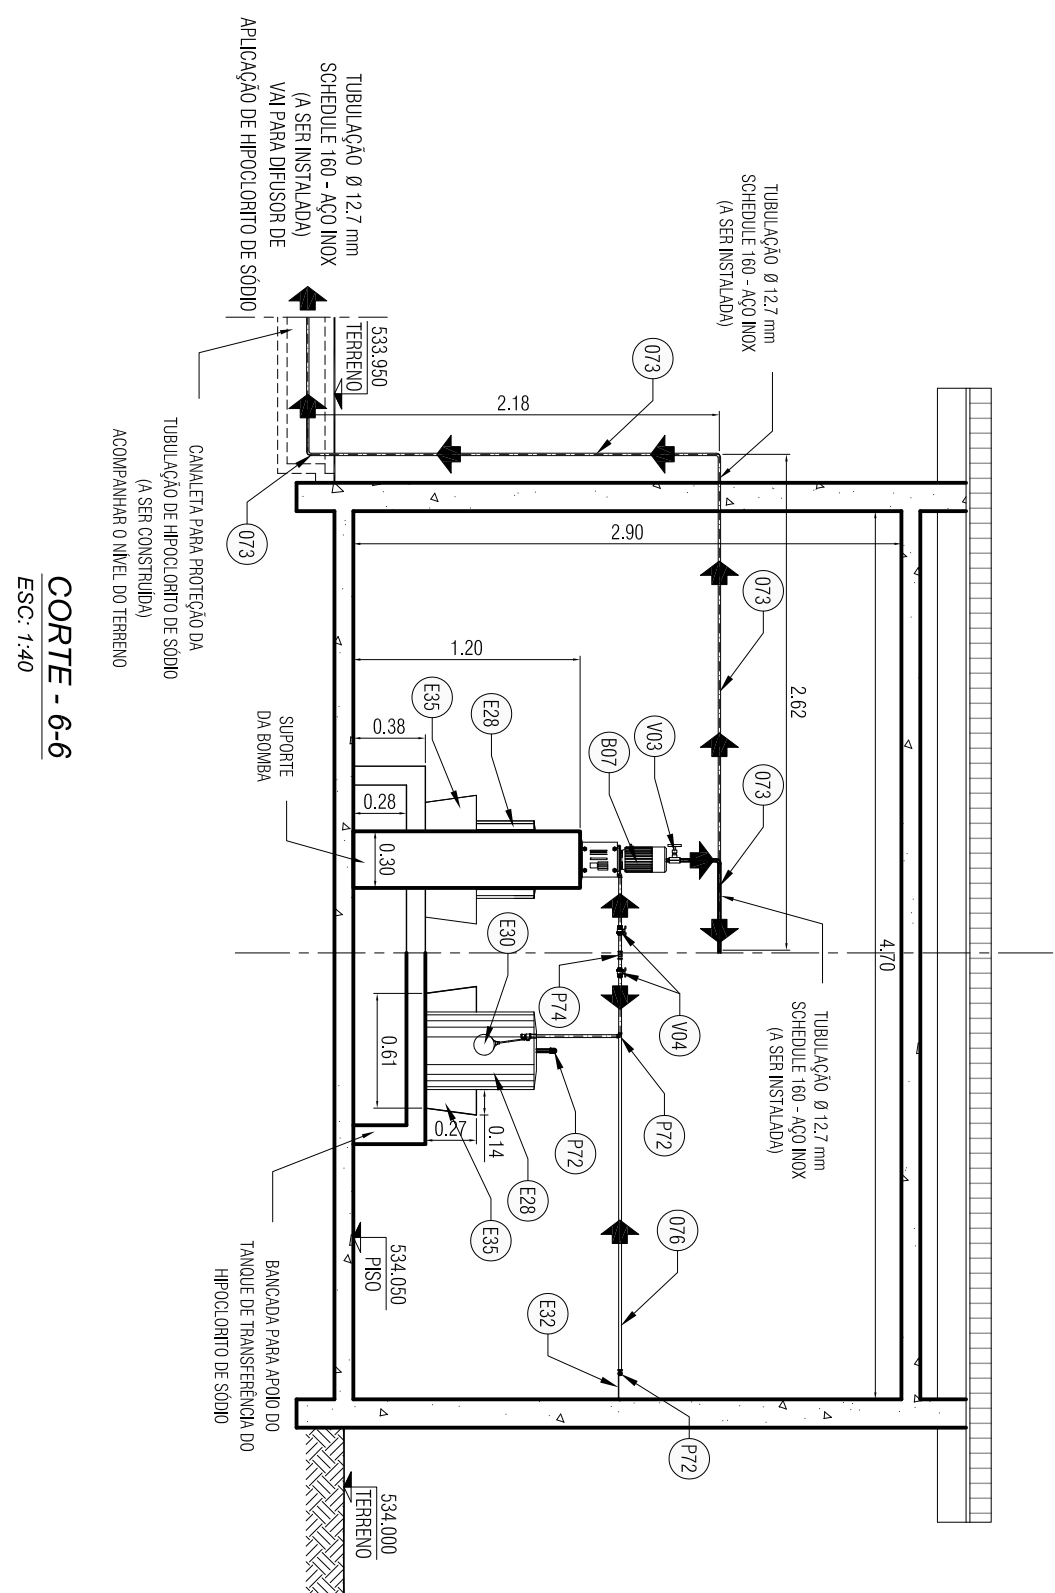 TUBULAÇÃO Ø 12.7 mm
SCHEDULE 160 - AÇO INOX
(A SER INSTALADA)
VAI PARA DIFUSOR DE
APLICAÇÃO DE HIPOCLORITO DE SÓDIO
TUBULAÇÃO Ø 12.7 mm
SCHEDULE 160 - AÇO INOX
(A SER INSTALADA)
073
2.18
533.950
TERRENO
2.62
2.90
073
073
073
CANALETA PARA PROTEÇÃO DA
TUBULAÇÃO DE HIPOCLORITO DE SÓDIO
(A SER CONSTRUÍDA)
ACOMPANHAR O NÍVEL DO TERRENO
1.20
E35
E28
B07
V03
0.38
0.28
0.30
SUPORTE
DA BOMBA
4.70
E30
P74
V04
TUBULAÇÃO Ø 12.7 mm
SCHEDULE 160 - AÇO INOX
(A SER INSTALADA)
0.61
0.27
0.14
P72
P72
E28
E35
076
E32
P72
534.050
PISO
BANCADA PARA APOIO DO
TANQUE DE TRANSFERÊNCIA DO
HIPOCLORITO DE SÓDIO
534.000
TERRENO
CORTE - 6-6
ESC: 1:40